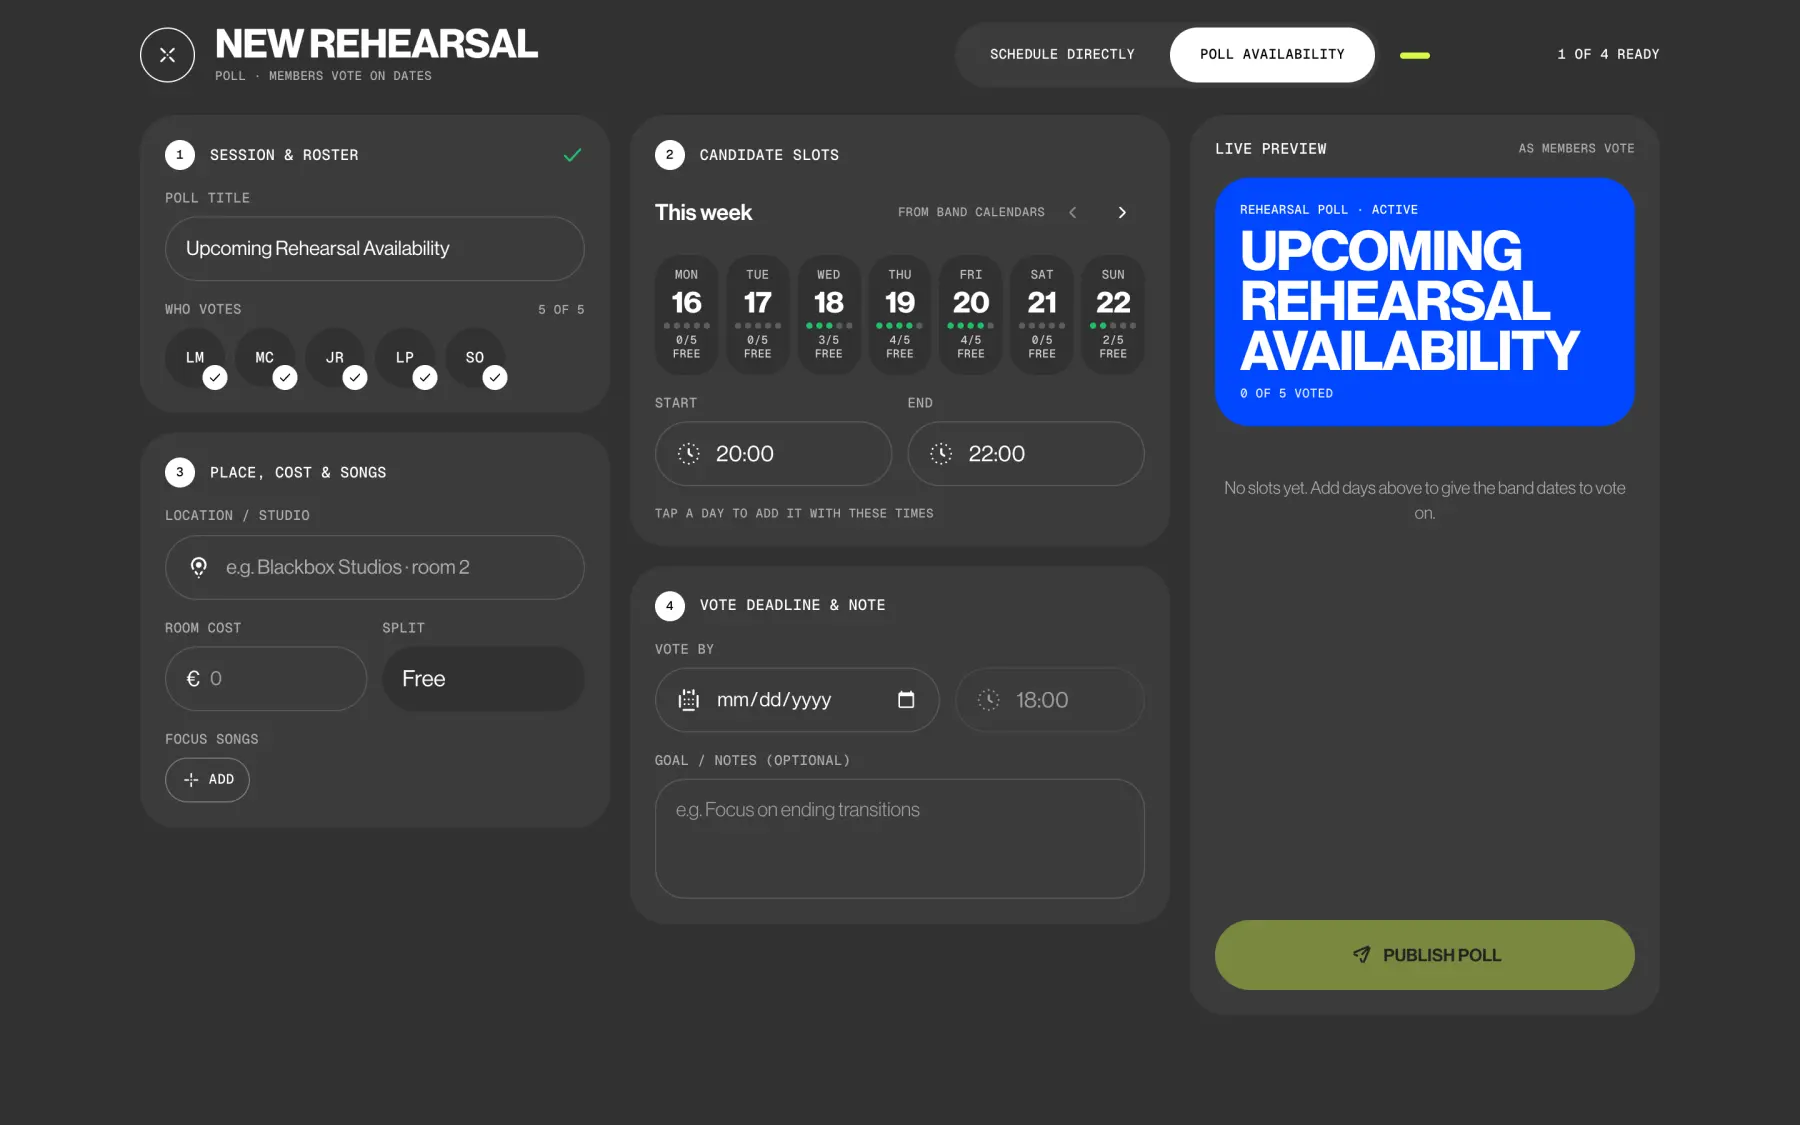 NEW REHEARSAL
POLL · MEMBERS VOTE ON DATES
SCHEDULE DIRECTLY
POLL AVAILABILITY
1 OF 4 READY
1 SESSION & ROSTER
POLL TITLE
Upcoming Rehearsal Availability
WHO VOTES 5 OF 5
LM MC JR LP SO
3 PLACE, COST & SONGS
LOCATION / STUDIO
e.g. Blackbox Studios · room 2
ROOM COST SPLIT
€ 0 Free
FOCUS SONGS
ADD
2 CANDIDATE SLOTS
This week FROM BAND CALENDARS
MON TUE WED THU FRI SAT SUN
16 17 18 19 20 21 22
0/5 0/5 3/5 4/5 4/5 0/5 2/5
FREE FREE FREE FREE FREE FREE FREE
START END
20:00 22:00
TAP A DAY TO ADD IT WITH THESE TIMES
4 VOTE DEADLINE & NOTE
VOTE BY
mm/dd/yyyy 18:00
GOAL / NOTES (OPTIONAL)
e.g. Focus on ending transitions
LIVE PREVIEW AS MEMBERS VOTE
REHEARSAL POLL · ACTIVE
UPCOMING
REHEARSAL
AVAILABILITY
0 OF 5 VOTED
No slots yet. Add days above to give the band dates to vote
on.
PUBLISH POLL